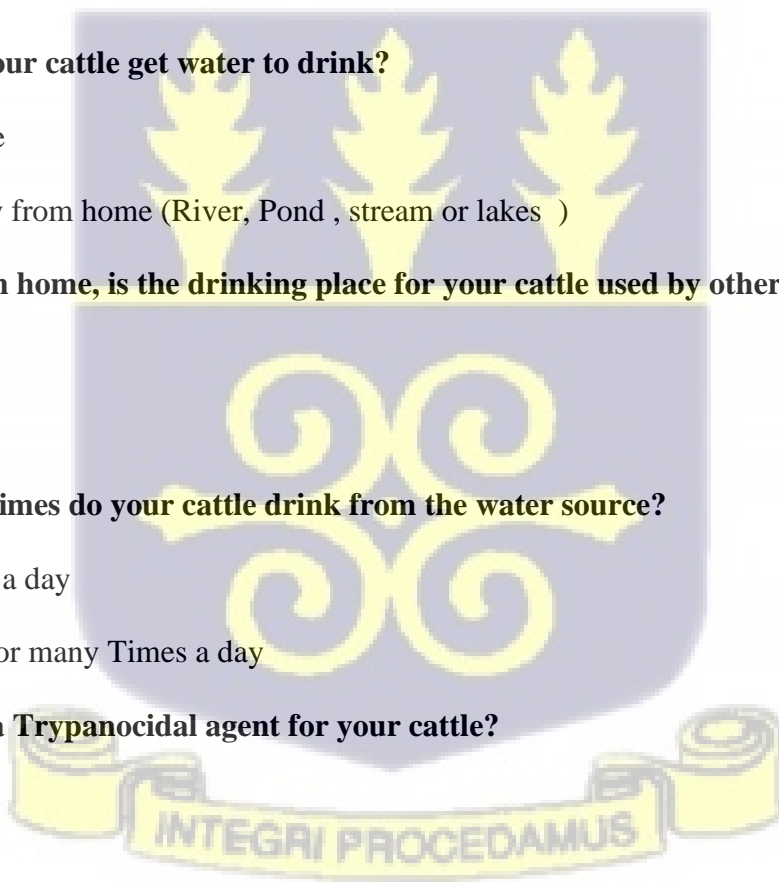 our cattle get water to drink?
e
from home (River, Pond , stream or lakes )
home, is the drinking place for your cattle used by other
imes do your cattle drink from the water source?
a day
or many Times a day
a Trypanocidal agent for your cattle?
INTEGRI PROCEDAMUS